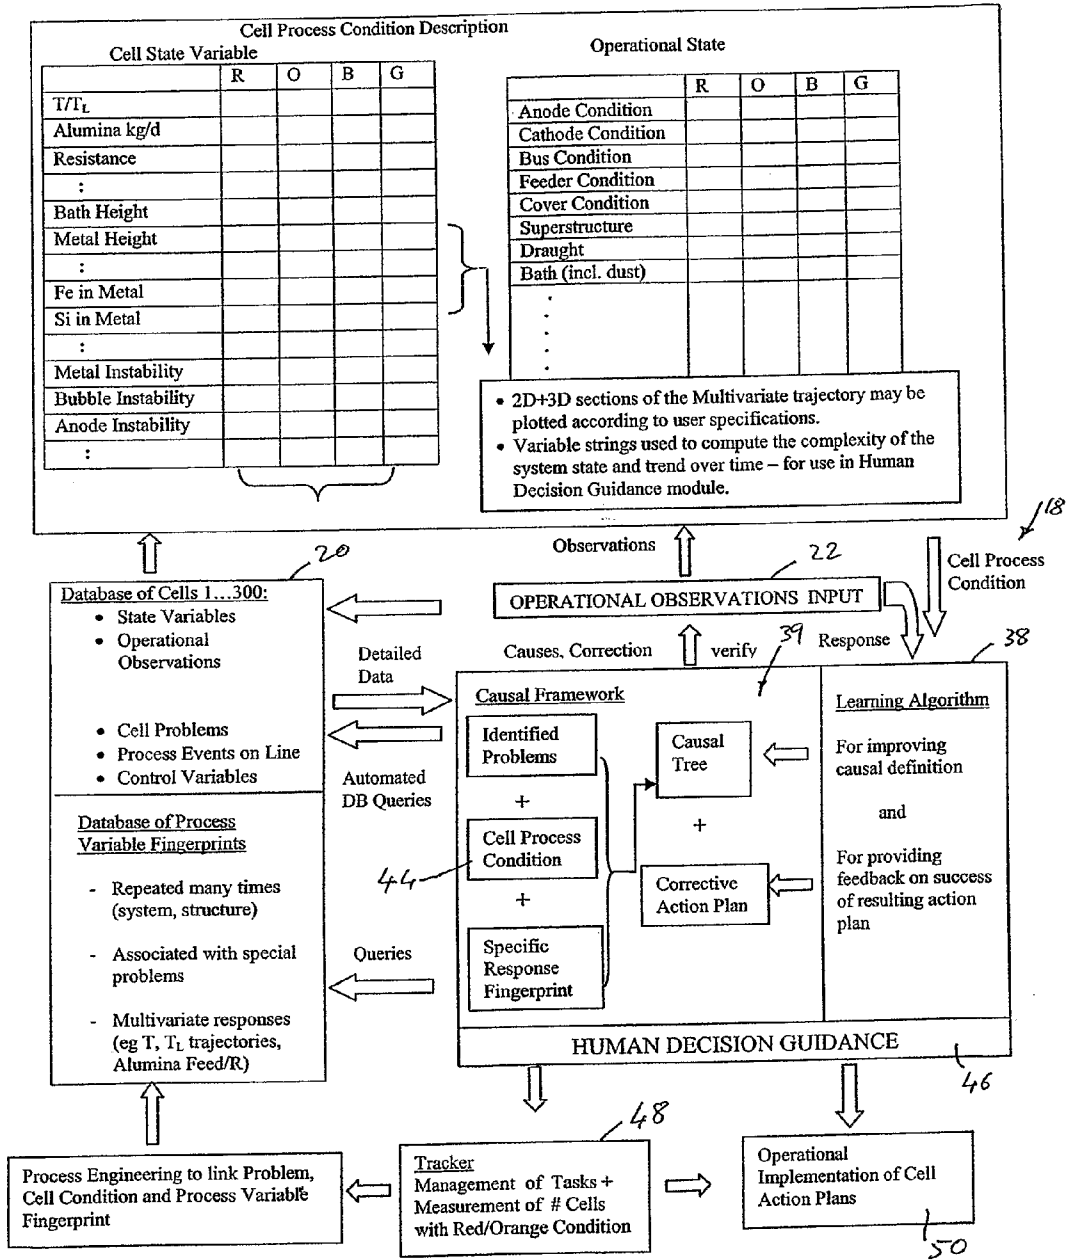 Cell Process Condition Description
Cell State Variable
R O B G
T/TL
Alumina kg/d
Resistance
:
Bath Height
Metal Height
:
Fe in Metal
Si in Metal
:
Metal Instability
Bubble Instability
Anode Instability
:
Operational State
R O B G
Anode Condition
Cathode Condition
Bus Condition
Feeder Condition
Cover Condition
Superstructure
Draught
Bath (incl. dust)
• 2D+3D sections of the Multivariate trajectory may be
plotted according to user specifications.
• Variable strings used to compute the complexity of the
system state and trend over time – for use in Human
Decision Guidance module.
18
Observations
Cell Process
Condition
20
Database of Cells 1...300:
• State Variables
• Operational
Observations
• Cell Problems
• Process Events on Line
• Control Variables
Database of Process
Variable Fingerprints
- Repeated many times
(system, structure)
- Associated with special
problems
- Multivariate responses
(eg T, TL trajectories,
Alumina Feed/R)
22
OPERATIONAL OBSERVATIONS INPUT
Causes, Correction
verify
Response
Detailed
Data
Automated
DB Queries
Queries
39
38
Causal Framework
Identified
Problems
+
Cell Process
Condition
44
+
Specific
Response
Fingerprint
Causal
Tree
+
Corrective
Action Plan
Learning Algorithm
For improving
causal definition
and
For providing
feedback on success
of resulting action
plan
HUMAN DECISION GUIDANCE
46
48
Process Engineering to link Problem,
Cell Condition and Process Variable
Fingerprint
Tracker
Management of Tasks +
Measurement of # Cells
with Red/Orange Condition
Operational
Implementation of Cell
Action Plans
50